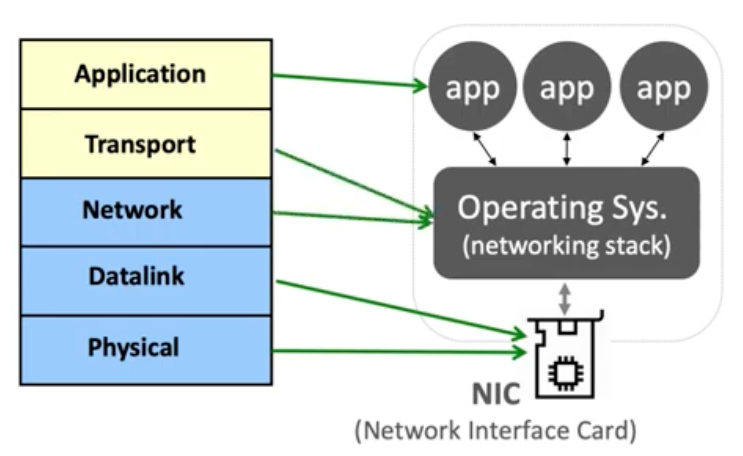 Application
Transport
Network
Datalink
Physical
app app app
Operating Sys.
(networking stack)
NIC
(Network Interface Card)